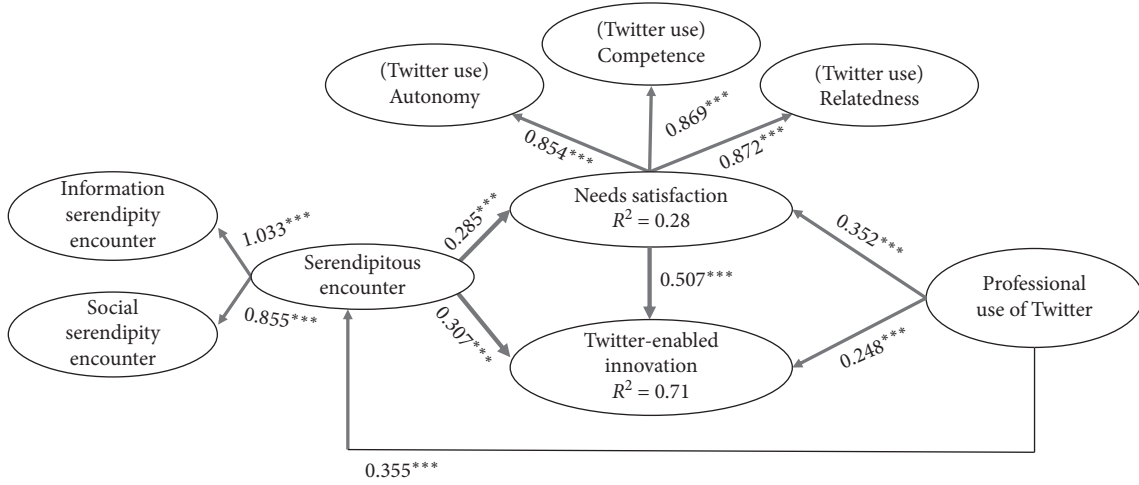 (Twitter use)
Competence
(Twitter use)
Autonomy
(Twitter use)
Relatedness
0.854***
0.869***
0.872***
Information
serendipity
encounter
Needs satisfaction
R² = 0.28
1.033***
0.285***
0.352***
Serendipitous
encounter
0.507***
Professional
use of Twitter
Social
serendipity
encounter
0.855***
0.307***
Twitter-enabled
innovation
R² = 0.71
0.248***
0.355***